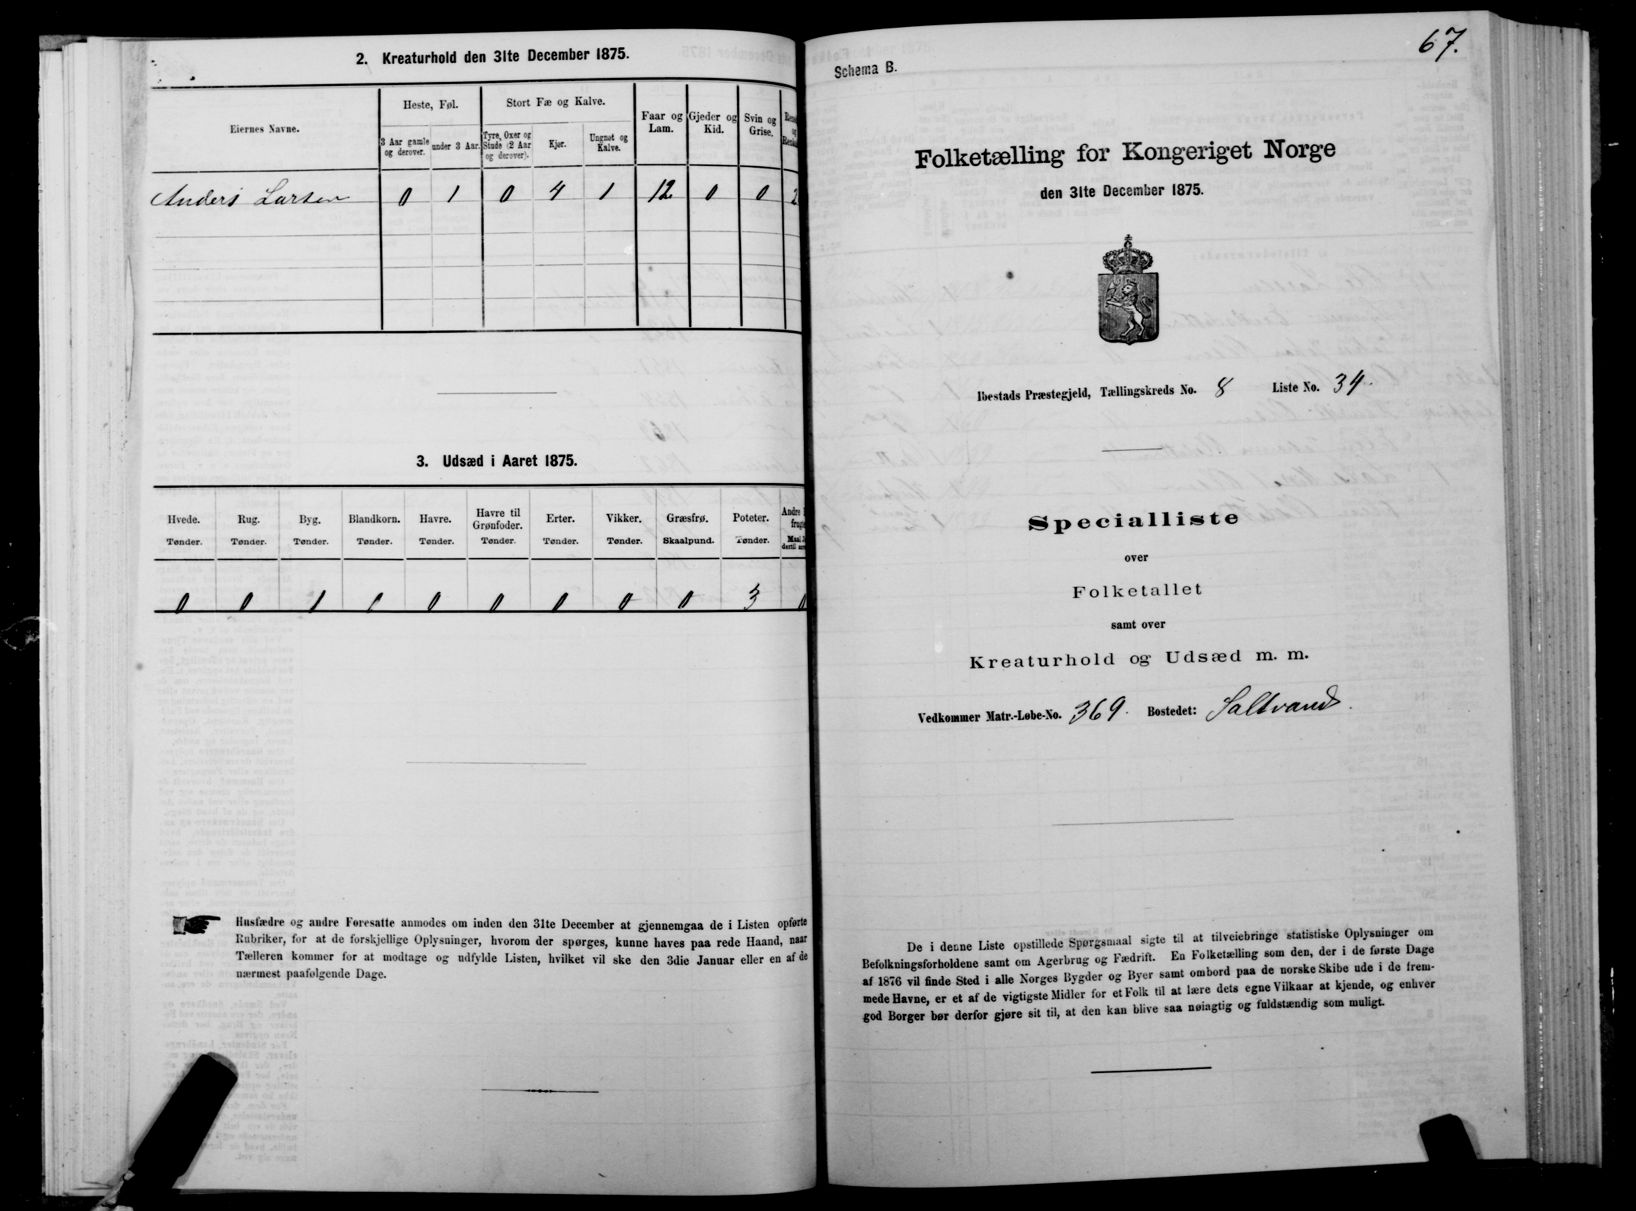 2. Kreaturhold den 31te December 1875.
Eiernes Navne.
Heste, Føl.
Stort Fæ og Kalve.
Faar og Lam.
Gjeder og Kid.
Svin og Grise.
3 Aar gamle og derover.
under 3 Aar.
Tyre, Oxer og Stude (2 Aar og derover).
Kjør.
Ungnøt og Kalve.
Anders Larsen 0 1 0 4 1 12 0 0 2
3. Udsæd i Aaret 1875.
Hvede. Rug. Byg. Blandkorn. Havre. Havre til Grønfoder. Erter. Vikker. Græsfrø. Poteter. Andre
Tønder. Tønder. Tønder. Tønder. Tønder. Tønder. Tønder. Tønder. Skaalpund. Tønder. Maal
0 0 1 1 0 0 0 0 0 3 0
Husfædre og andre Foresatte anmodes om inden den 31te December at gjennemgaa de i Listen opførte
Rubriker, for at de forskjellige Oplysninger, hvorom der spørges, kunne haves paa rede Haand, naar
Tælleren kommer for at modtage og udfylde Listen, hvilket vil ske den 3die Januar eller en af de
nærmest paafølgende Dage.
67.
Schema B.
Folketælling for Kongeriget Norge
den 31te December 1875.
Ibestads Præstegjeld, Tællingskreds No. 8 Liste No. 34.
Specialliste
over
Folketallet
samt over
Kreaturhold og Udsæd m. m.
Vedkommer Matr.-Løbe-No. 369. Bostedet: Saltvand.
De i denne Liste opstillede Spørgsmaal sigte til at tilveiebringe statistiske Oplysninger om
Befolkningsforholdene samt om Agerbrug og Fædrift. En Folketælling som den, der i de første Dage
af 1876 vil finde Sted i alle Norges Bygder og Byer samt ombord paa de norske Skibe ude i de frem-
mede Havne, er et af de vigtigste Midler for et Folk til at lære dets egne Vilkaar at kjende, og enhver
god Borger bør derfor gjøre sit til, at den kan blive saa nøiagtig og fuldstændig som muligt.